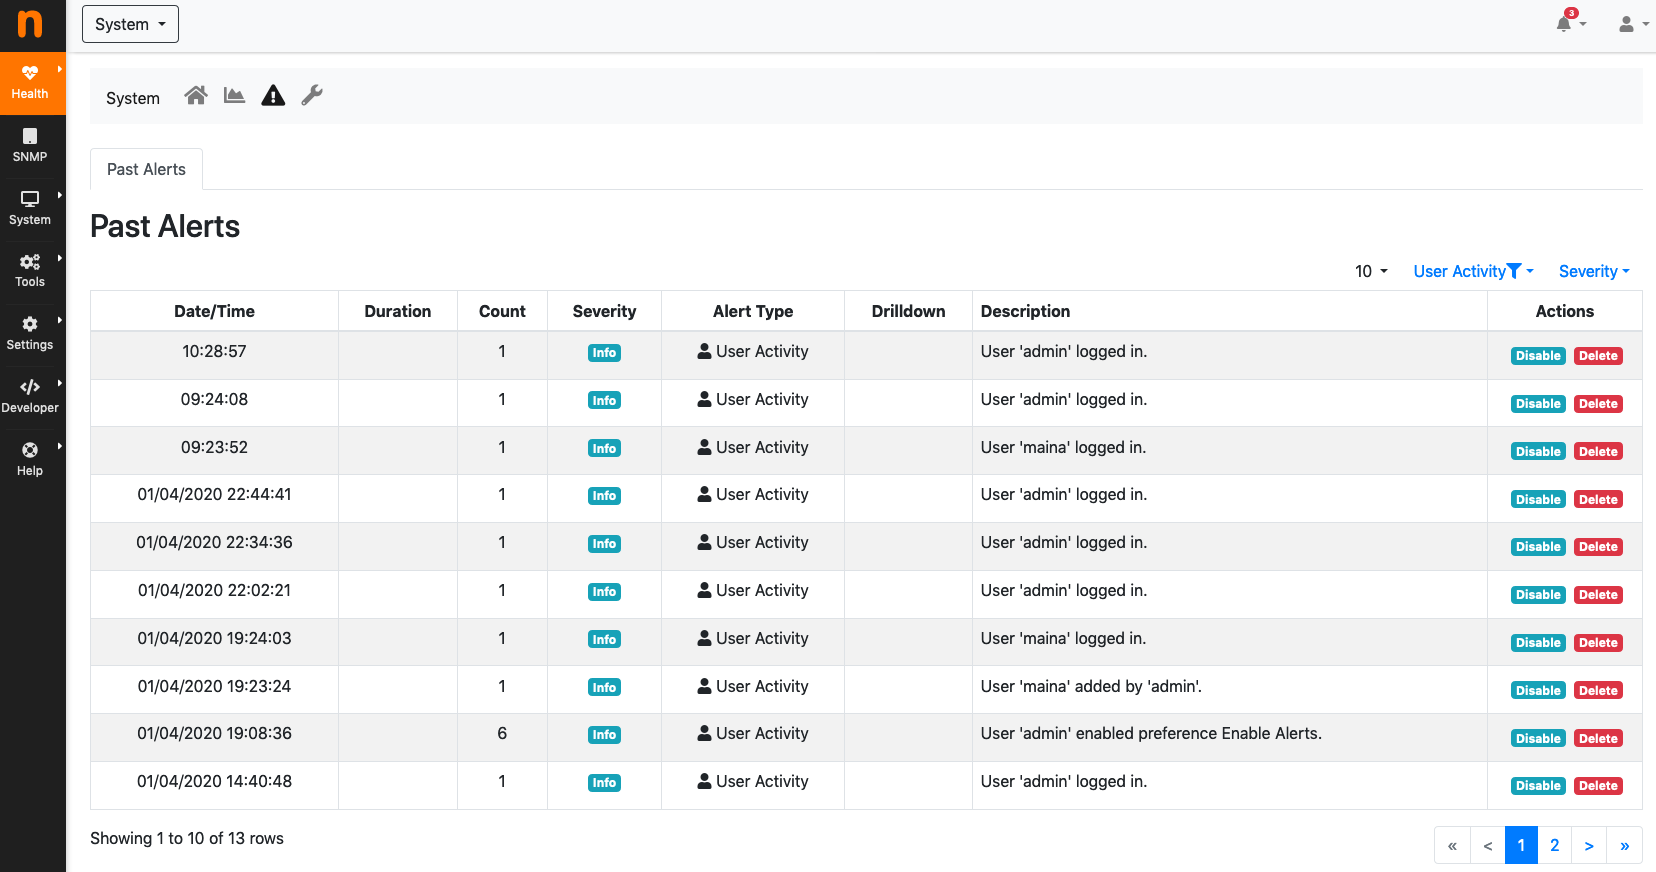 n
System
3
Health
SNMP
System
Tools
Settings
Developer
Help
System
Past Alerts
Past Alerts
10 User Activity Severity
Date/Time Duration Count Severity Alert Type Drilldown Description Actions
10:28:57 1 Info User Activity User 'admin' logged in. Disable Delete
09:24:08 1 Info User Activity User 'admin' logged in. Disable Delete
09:23:52 1 Info User Activity User 'maina' logged in. Disable Delete
01/04/2020 22:44:41 1 Info User Activity User 'admin' logged in. Disable Delete
01/04/2020 22:34:36 1 Info User Activity User 'admin' logged in. Disable Delete
01/04/2020 22:02:21 1 Info User Activity User 'admin' logged in. Disable Delete
01/04/2020 19:24:03 1 Info User Activity User 'maina' logged in. Disable Delete
01/04/2020 19:23:24 1 Info User Activity User 'maina' added by 'admin'. Disable Delete
01/04/2020 19:08:36 6 Info User Activity User 'admin' enabled preference Enable Alerts. Disable Delete
01/04/2020 14:40:48 1 Info User Activity User 'admin' logged in. Disable Delete
Showing 1 to 10 of 13 rows
« < 1 2 > »